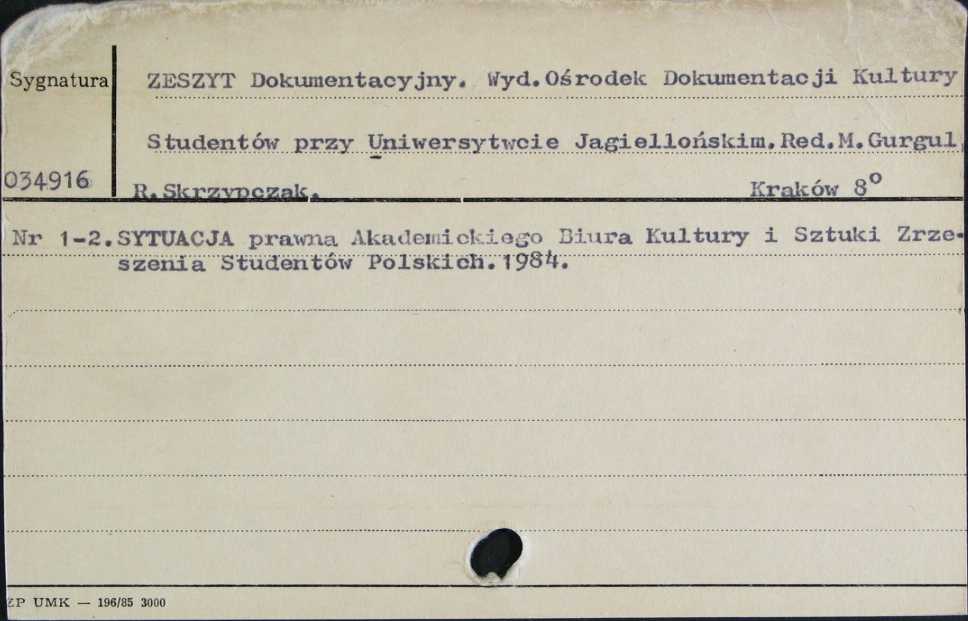 Sygnatura
ZESZYT Dokumentacyjny. Wyd.Ośrodek Dokumentacji Kultury
Studentów przy Uniwersytwcie Jagiellońskim.Red.M.Gurgul,
034916
R.Skrzypczak. Kraków 8°
Nr 1-2.SYTUACJA prawna Akademickiego Biura Kultury i Sztuki Zrze-
szenia Studentów Polskich.1984.
ZP UMK — 196/85 3000